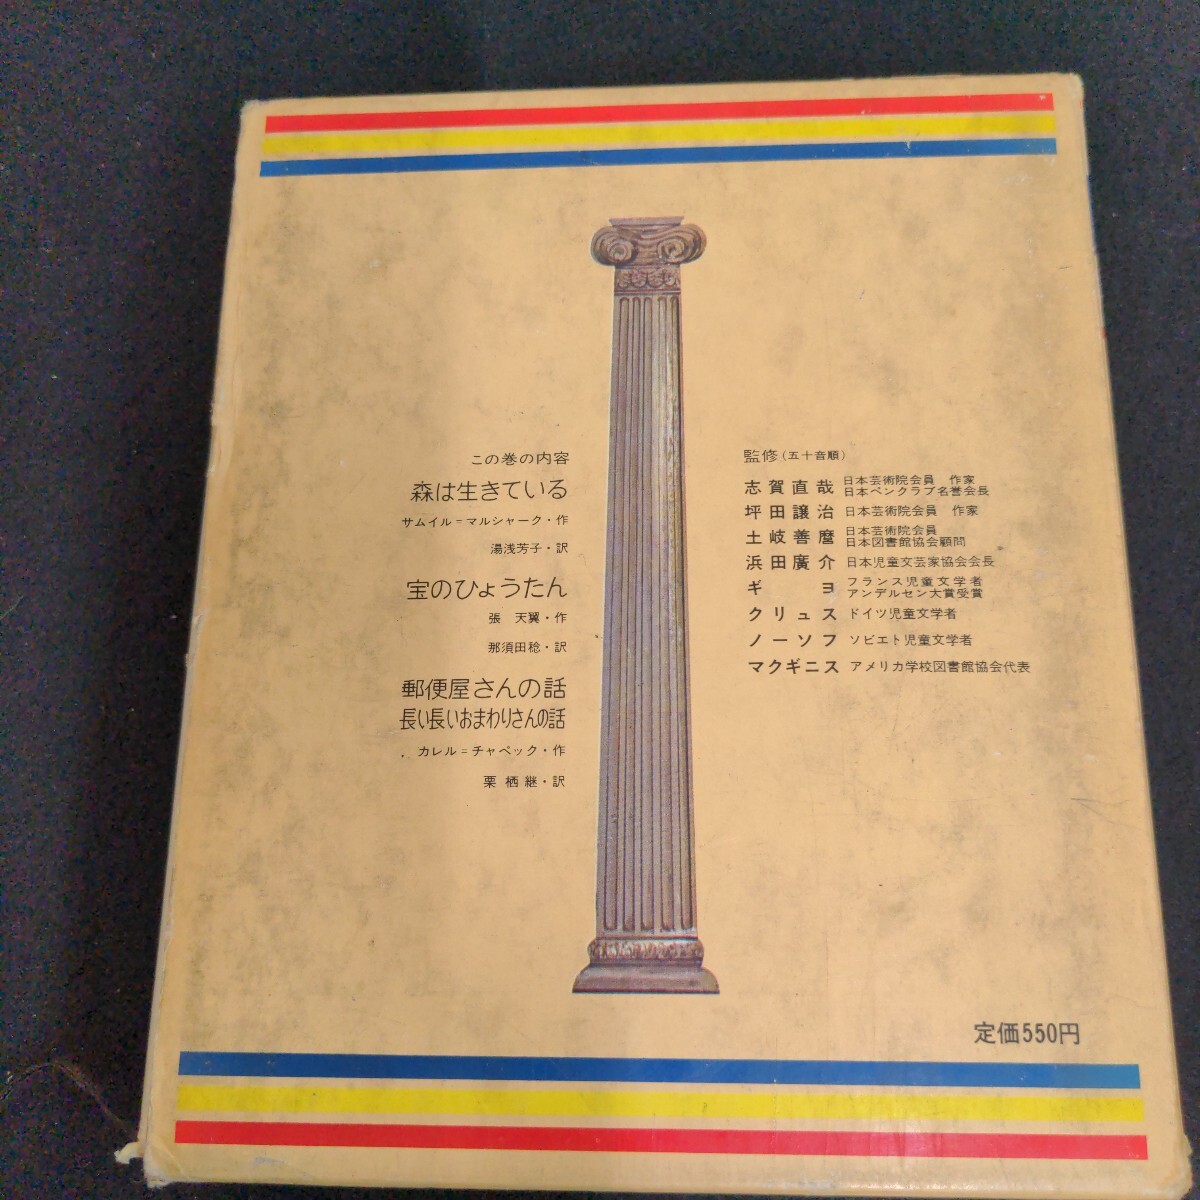 この巻の内容
森は生きている
サムイル＝マルシャーク・作
湯浅芳子・訳
宝のひょうたん
張　天翼・作
那須田稔・訳
郵便屋さんの話
長い長いおまわりさんの話
カレル＝チャペック・作
栗栖継・訳
監修（五十音順）
志賀直哉 日本芸術院会員　作家
日本ペンクラブ名誉会長
坪田譲治 日本芸術院会員　作家
土岐善麿 日本芸術院会員
日本図書館協会顧問
浜田廣介 日本児童文芸家協会会長
ギヨ フランス児童文学者
アンデルセン大賞受賞
クリュス ドイツ児童文学者
ノーソフ ソビエト児童文学者
マクギニス アメリカ学校図書館協会代表
定価550円